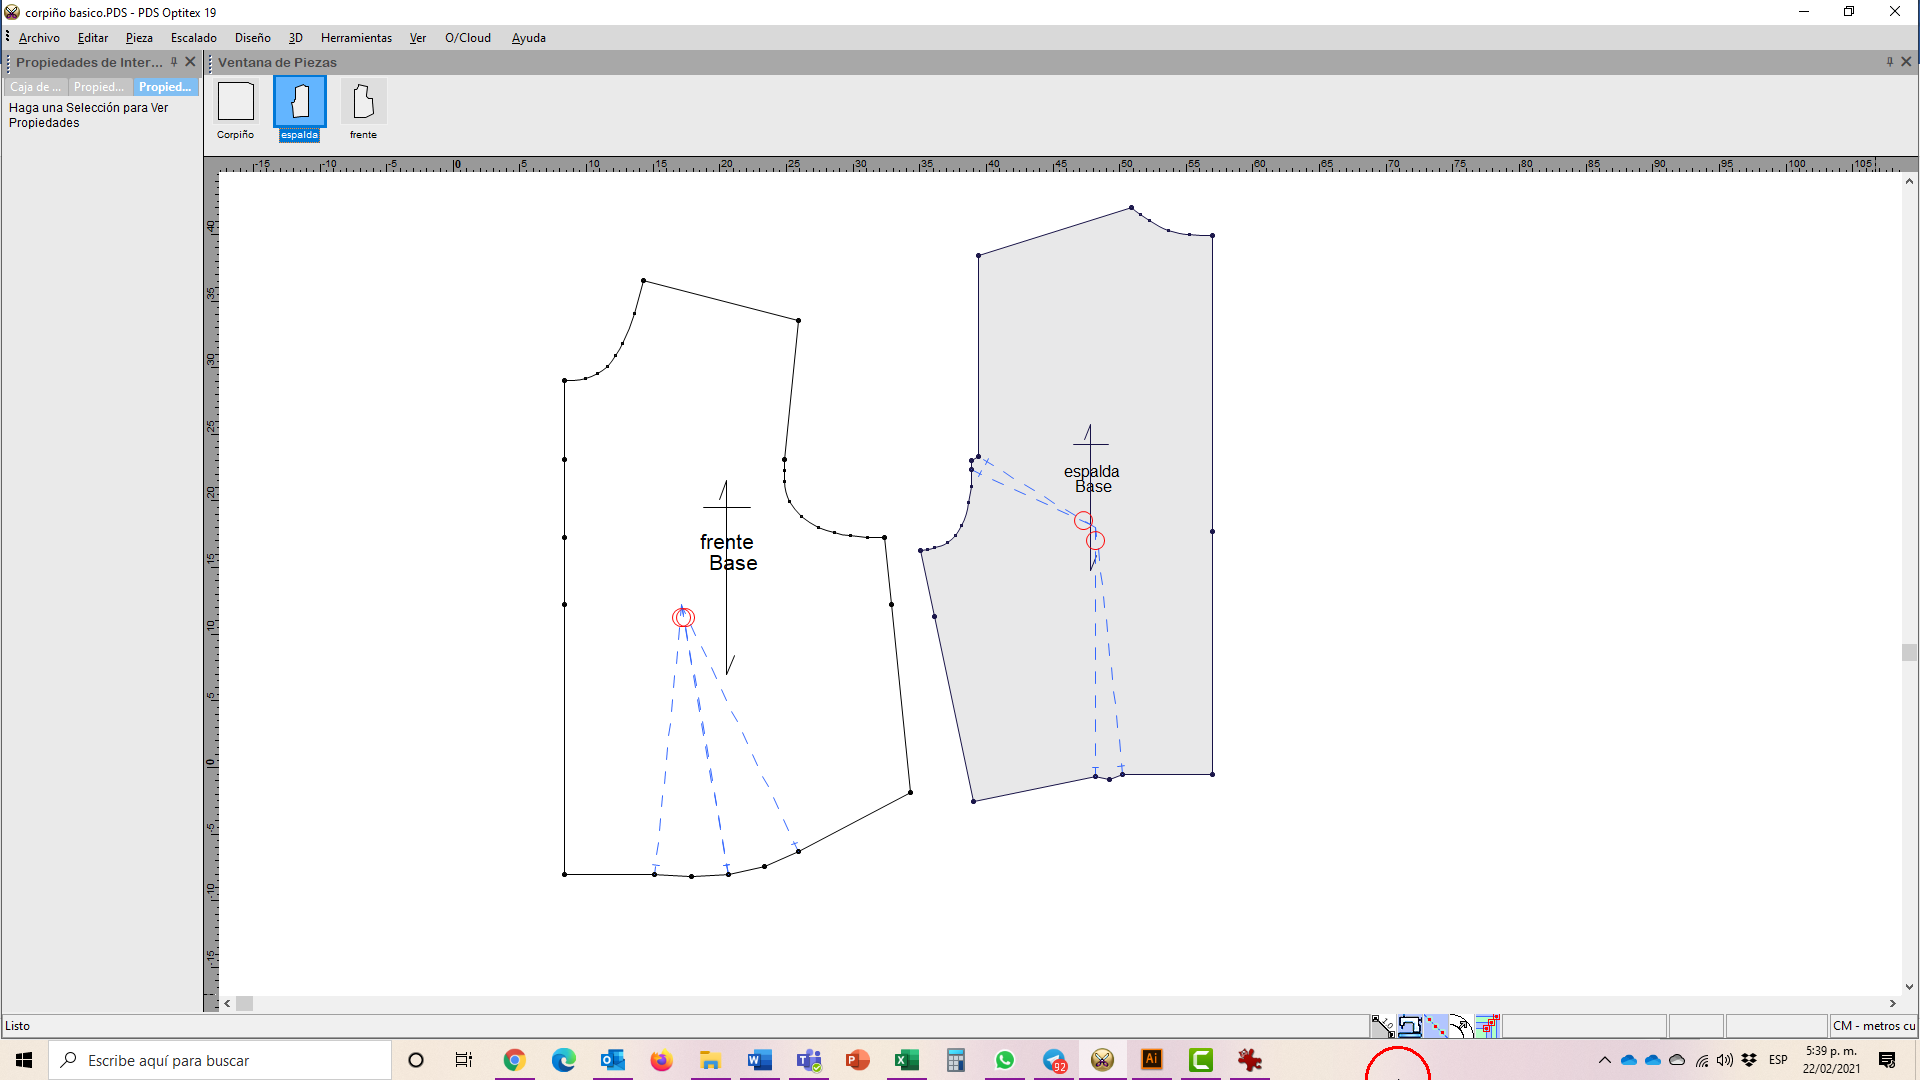 corpiño basico.PDS - PDS Optitex 19
Archivo Editar Pieza Escalado Diseño 3D Herramientas Ver O/Cloud Ayuda
Propiedades de Inter...
Ventana de Piezas
Caja de ... Propied... Propied...
Haga una Selección para Ver
Propiedades
Corpiño espalda frente
-15 -10 -5 0 5 10 15 20 25 30 35 40 45 50 55 60 65 70 75 80 85 90 95 100 105
40
35
30
25
20
15
10
5
0
-5
-10
-15
espalda
Base
frente
Base
Listo
CM - metros cu
Escribe aquí para buscar
92
Ai
ESP
5:39 p. m.
22/02/2021